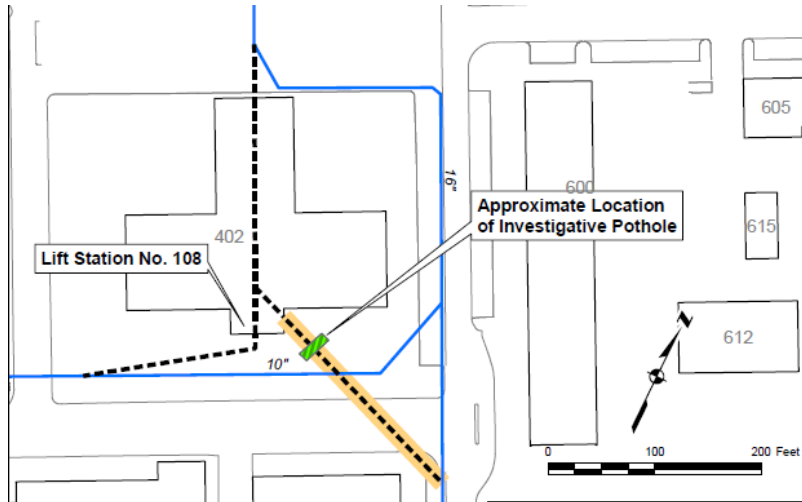 605
16"
600
Approximate Location
of Investigative Pothole
402
615
Lift Station No. 108
N
612
10"
0 100 200 Feet